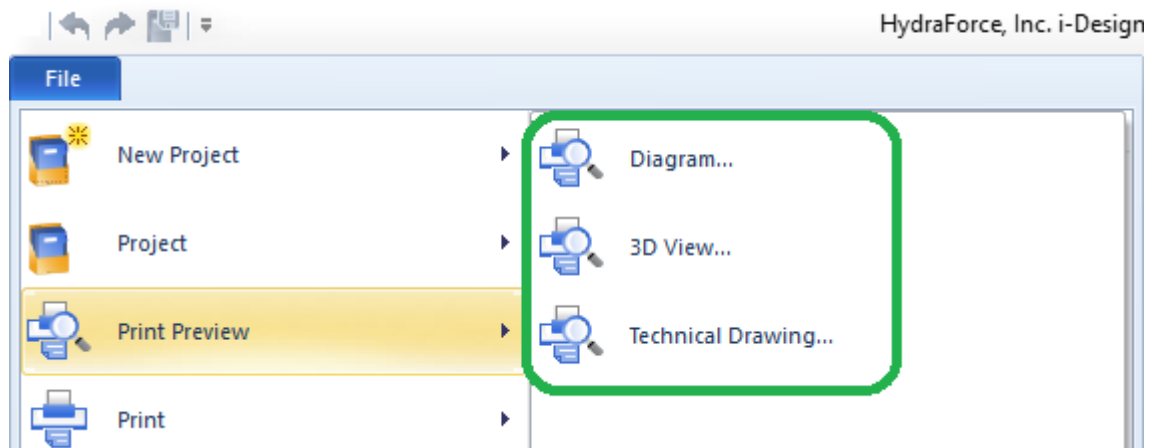 HydraForce, Inc. i-Design
File
New Project
Project
Print Preview
Print
Diagram...
3D View...
Technical Drawing...